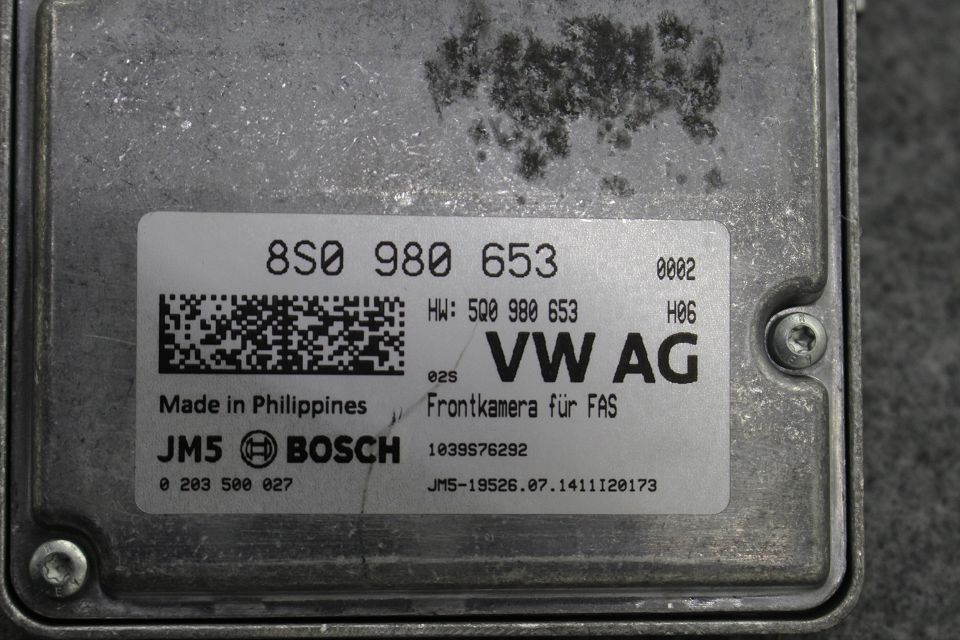 8S0 980 653 0002
HW: 5Q0 980 653 H06
02S VW AG
Made in Philippines
Frontkamera für FAS
JM5 BOSCH
1039S76292
0 203 500 027
JM5-19526.07.1411I20173